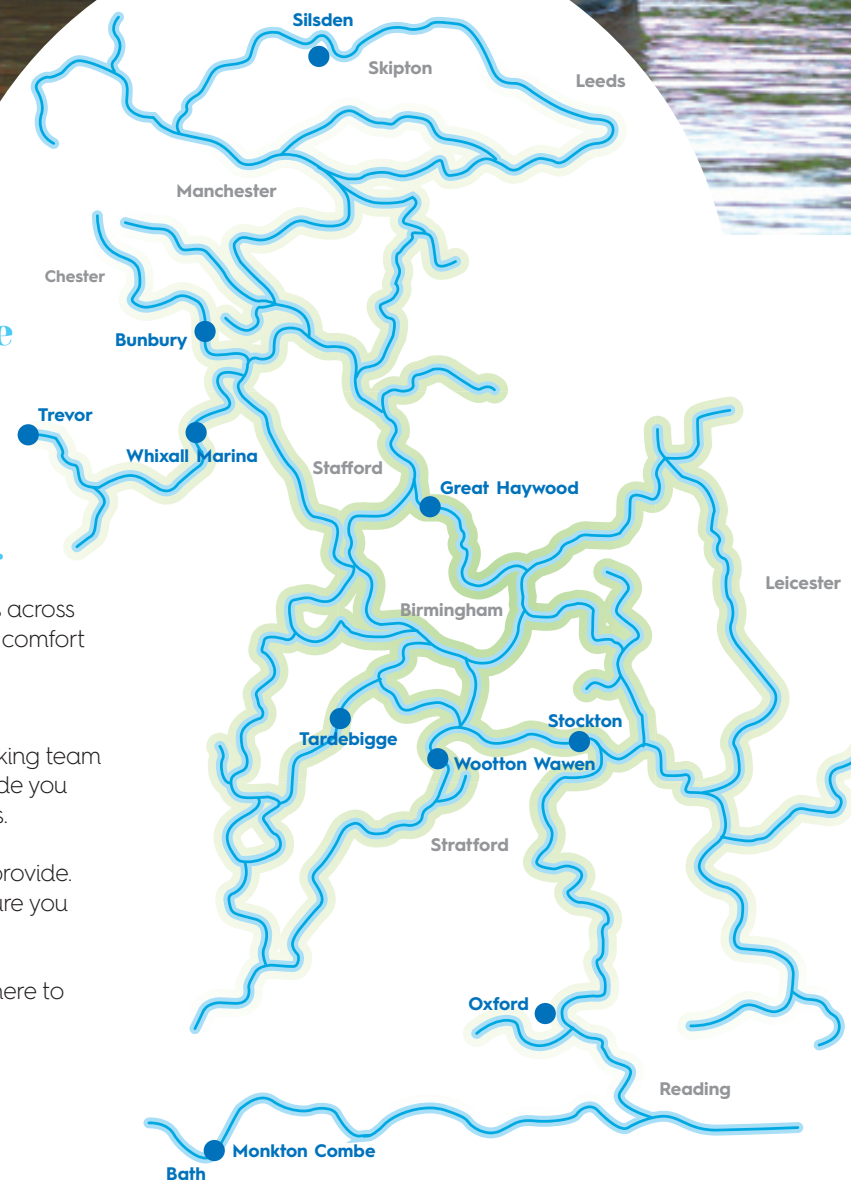 Silsden
Skipton
Leeds
Manchester
Chester
e
Bunbury
Trevor
Whixall Marina
Stafford
Great Haywood
.
across
comfort
Leicester
Birmingham
Stockton
Tardebigge
king team
Wootton Wawen
de you
s.
Stratford
provide.
ure you
here to
Oxford
Reading
Monkton Combe
Bath